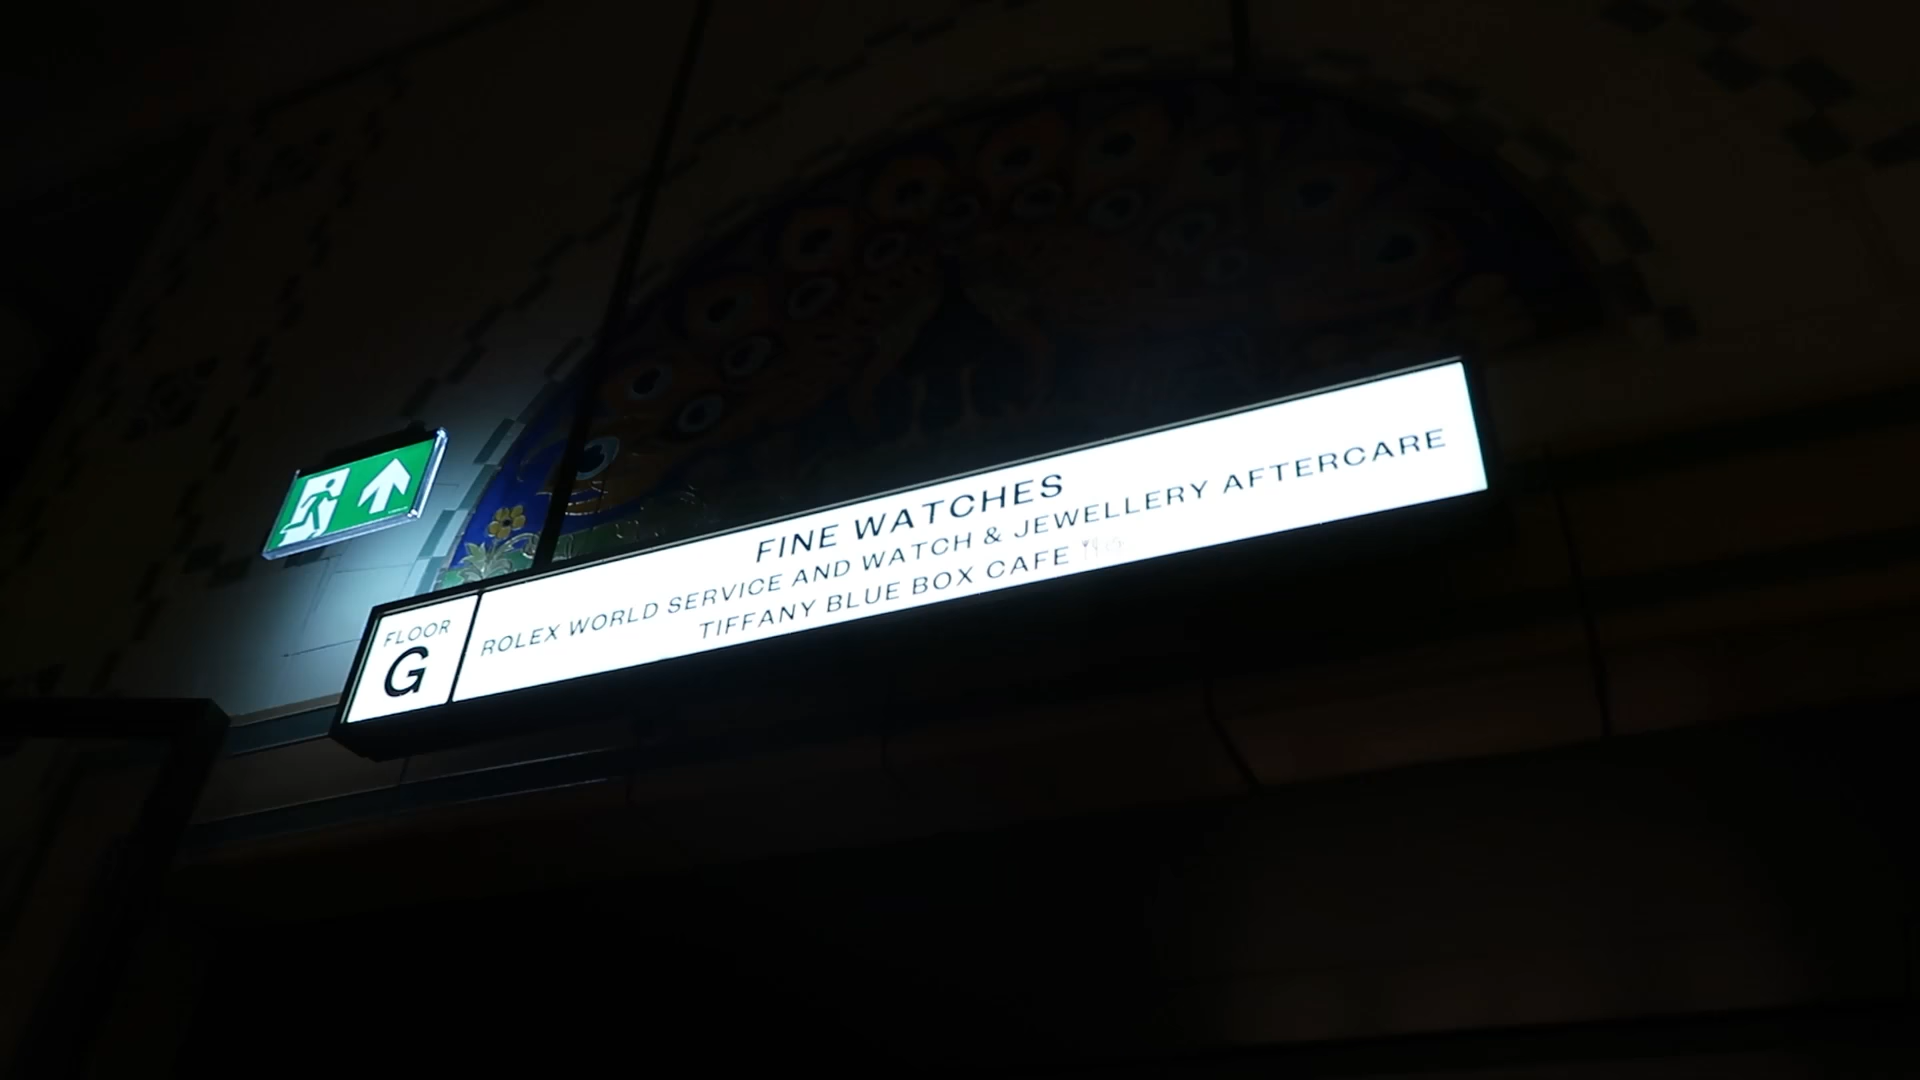 FLOOR
G
FINE WATCHES
ROLEX WORLD SERVICE AND WATCH & JEWELLERY AFTERCARE
TIFFANY BLUE BOX CAFE